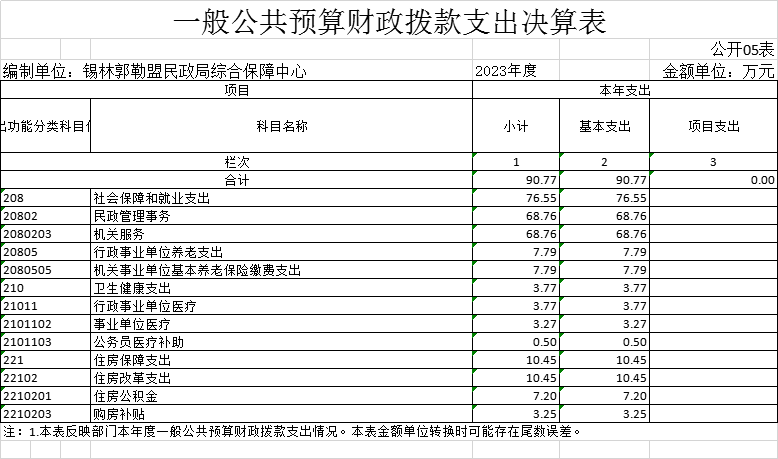 一般公共预算财政拨款支出决算表
公开05表
编制单位：锡林郭勒盟民政局综合保障中心 2023年度 金额单位：万元
项目 本年支出
出功能分类科目 科目名称 小计 基本支出 项目支出
栏次 1 2 3
合计 90.77 90.77 0.00
208 社会保障和就业支出 76.55 76.55
20802 民政管理事务 68.76 68.76
2080203 机关服务 68.76 68.76
20805 行政事业单位养老支出 7.79 7.79
2080505 机关事业单位基本养老保险缴费支出 7.79 7.79
210 卫生健康支出 3.77 3.77
21011 行政事业单位医疗 3.77 3.77
2101102 事业单位医疗 3.27 3.27
2101103 公务员医疗补助 0.50 0.50
221 住房保障支出 10.45 10.45
22102 住房改革支出 10.45 10.45
2210201 住房公积金 7.20 7.20
2210203 购房补贴 3.25 3.25
注：1.本表反映部门本年度一般公共预算财政拨款支出情况。本表金额单位转换时可能存在尾数误差。